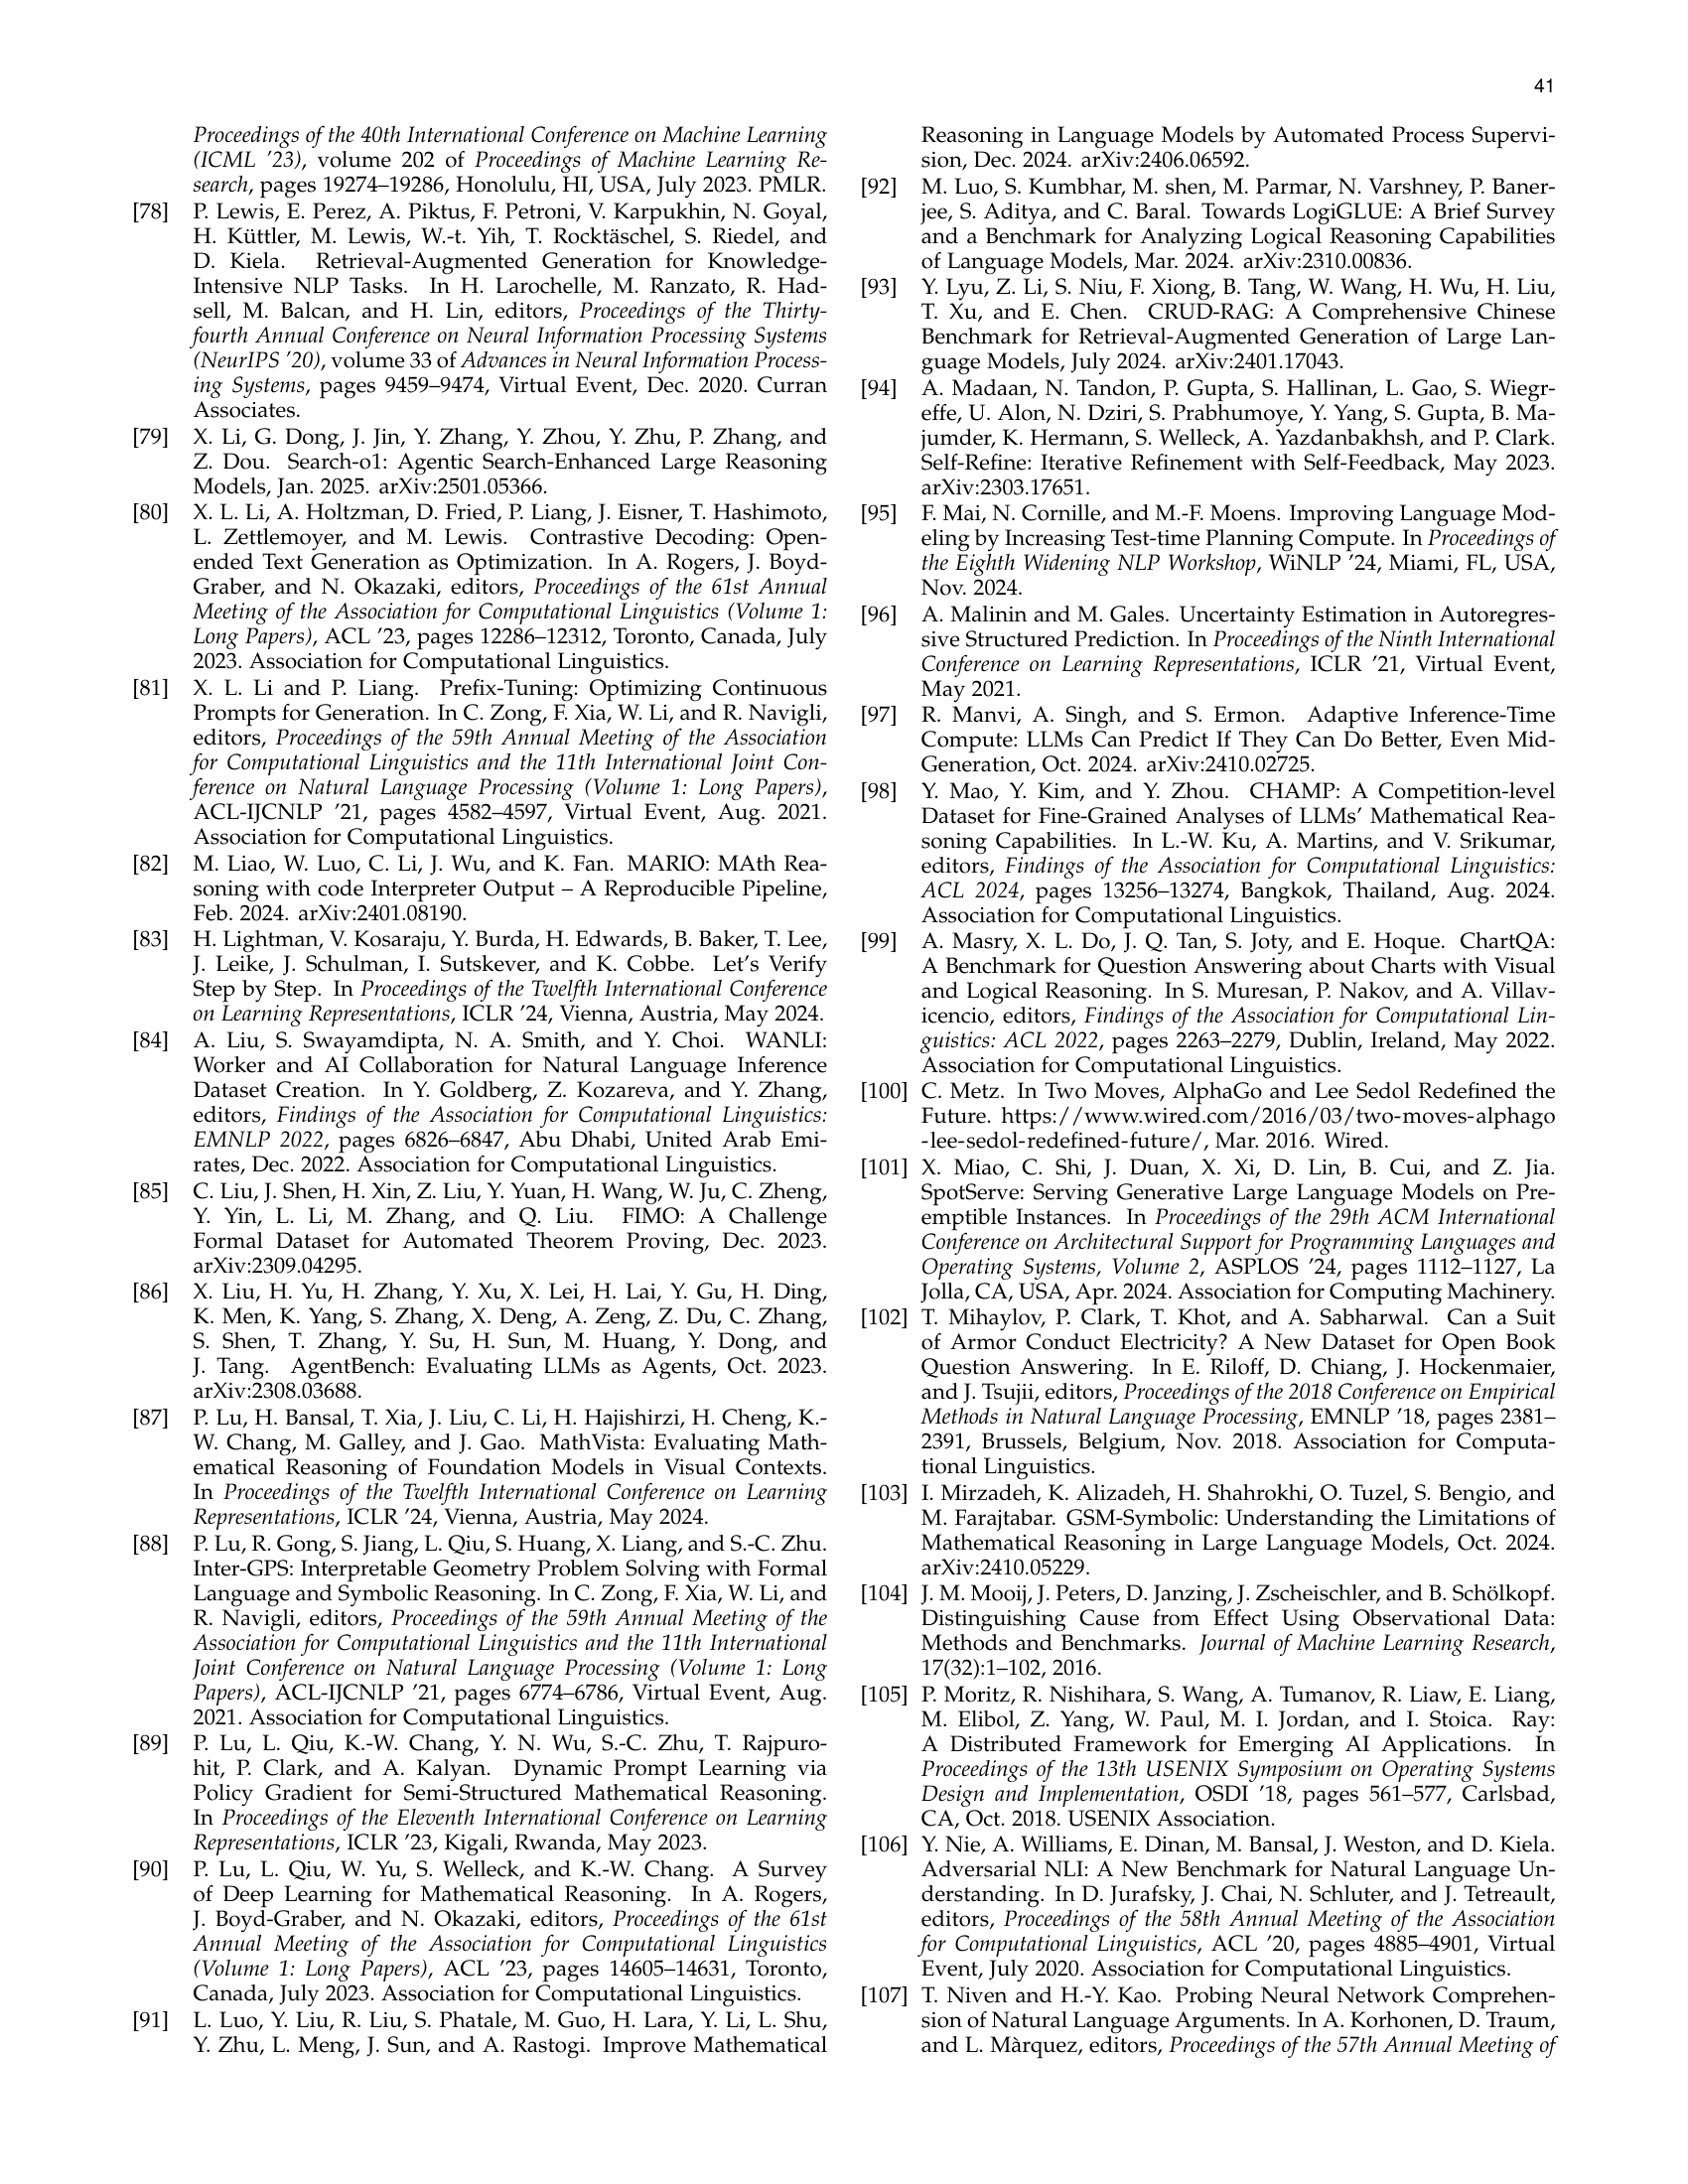 41
Proceedings of the 40th International Conference on Machine Learning
(ICML ’23), volume 202 of Proceedings of Machine Learning Re-
search, pages 19274–19286, Honolulu, HI, USA, July 2023. PMLR.
[78] P. Lewis, E. Perez, A. Piktus, F. Petroni, V. Karpukhin, N. Goyal,
H. Küttler, M. Lewis, W.-t. Yih, T. Rocktäschel, S. Riedel, and
D. Kiela. Retrieval-Augmented Generation for Knowledge-
Intensive NLP Tasks. In H. Larochelle, M. Ranzato, R. Had-
sell, M. Balcan, and H. Lin, editors, Proceedings of the Thirty-
fourth Annual Conference on Neural Information Processing Systems
(NeurIPS ’20), volume 33 of Advances in Neural Information Process-
ing Systems, pages 9459–9474, Virtual Event, Dec. 2020. Curran
Associates.
[79] X. Li, G. Dong, J. Jin, Y. Zhang, Y. Zhou, Y. Zhu, P. Zhang, and
Z. Dou. Search-o1: Agentic Search-Enhanced Large Reasoning
Models, Jan. 2025. arXiv:2501.05366.
[80] X. L. Li, A. Holtzman, D. Fried, P. Liang, J. Eisner, T. Hashimoto,
L. Zettlemoyer, and M. Lewis. Contrastive Decoding: Open-
ended Text Generation as Optimization. In A. Rogers, J. Boyd-
Graber, and N. Okazaki, editors, Proceedings of the 61st Annual
Meeting of the Association for Computational Linguistics (Volume 1:
Long Papers), ACL ’23, pages 12286–12312, Toronto, Canada, July
2023. Association for Computational Linguistics.
[81] X. L. Li and P. Liang. Prefix-Tuning: Optimizing Continuous
Prompts for Generation. In C. Zong, F. Xia, W. Li, and R. Navigli,
editors, Proceedings of the 59th Annual Meeting of the Association
for Computational Linguistics and the 11th International Joint Con-
ference on Natural Language Processing (Volume 1: Long Papers),
ACL-IJCNLP ’21, pages 4582–4597, Virtual Event, Aug. 2021.
Association for Computational Linguistics.
[82] M. Liao, W. Luo, C. Li, J. Wu, and K. Fan. MARIO: MAth Rea-
soning with code Interpreter Output – A Reproducible Pipeline,
Feb. 2024. arXiv:2401.08190.
[83] H. Lightman, V. Kosaraju, Y. Burda, H. Edwards, B. Baker, T. Lee,
J. Leike, J. Schulman, I. Sutskever, and K. Cobbe. Let’s Verify
Step by Step. In Proceedings of the Twelfth International Conference
on Learning Representations, ICLR ’24, Vienna, Austria, May 2024.
[84] A. Liu, S. Swayamdipta, N. A. Smith, and Y. Choi. WANLI:
Worker and AI Collaboration for Natural Language Inference
Dataset Creation. In Y. Goldberg, Z. Kozareva, and Y. Zhang,
editors, Findings of the Association for Computational Linguistics:
EMNLP 2022, pages 6826–6847, Abu Dhabi, United Arab Emi-
rates, Dec. 2022. Association for Computational Linguistics.
[85] C. Liu, J. Shen, H. Xin, Z. Liu, Y. Yuan, H. Wang, W. Ju, C. Zheng,
Y. Yin, L. Li, M. Zhang, and Q. Liu. FIMO: A Challenge
Formal Dataset for Automated Theorem Proving, Dec. 2023.
arXiv:2309.04295.
[86] X. Liu, H. Yu, H. Zhang, Y. Xu, X. Lei, H. Lai, Y. Gu, H. Ding,
K. Men, K. Yang, S. Zhang, X. Deng, A. Zeng, Z. Du, C. Zhang,
S. Shen, T. Zhang, Y. Su, H. Sun, M. Huang, Y. Dong, and
J. Tang. AgentBench: Evaluating LLMs as Agents, Oct. 2023.
arXiv:2308.03688.
[87] P. Lu, H. Bansal, T. Xia, J. Liu, C. Li, H. Hajishirzi, H. Cheng, K.-
W. Chang, M. Galley, and J. Gao. MathVista: Evaluating Math-
ematical Reasoning of Foundation Models in Visual Contexts.
In Proceedings of the Twelfth International Conference on Learning
Representations, ICLR ’24, Vienna, Austria, May 2024.
[88] P. Lu, R. Gong, S. Jiang, L. Qiu, S. Huang, X. Liang, and S.-C. Zhu.
Inter-GPS: Interpretable Geometry Problem Solving with Formal
Language and Symbolic Reasoning. In C. Zong, F. Xia, W. Li, and
R. Navigli, editors, Proceedings of the 59th Annual Meeting of the
Association for Computational Linguistics and the 11th International
Joint Conference on Natural Language Processing (Volume 1: Long
Papers), ACL-IJCNLP ’21, pages 6774–6786, Virtual Event, Aug.
2021. Association for Computational Linguistics.
[89] P. Lu, L. Qiu, K.-W. Chang, Y. N. Wu, S.-C. Zhu, T. Rajpuro-
hit, P. Clark, and A. Kalyan. Dynamic Prompt Learning via
Policy Gradient for Semi-Structured Mathematical Reasoning.
In Proceedings of the Eleventh International Conference on Learning
Representations, ICLR ’23, Kigali, Rwanda, May 2023.
[90] P. Lu, L. Qiu, W. Yu, S. Welleck, and K.-W. Chang. A Survey
of Deep Learning for Mathematical Reasoning. In A. Rogers,
J. Boyd-Graber, and N. Okazaki, editors, Proceedings of the 61st
Annual Meeting of the Association for Computational Linguistics
(Volume 1: Long Papers), ACL ’23, pages 14605–14631, Toronto,
Canada, July 2023. Association for Computational Linguistics.
[91] L. Luo, Y. Liu, R. Liu, S. Phatale, M. Guo, H. Lara, Y. Li, L. Shu,
Y. Zhu, L. Meng, J. Sun, and A. Rastogi. Improve Mathematical
Reasoning in Language Models by Automated Process Supervi-
sion, Dec. 2024. arXiv:2406.06592.
[92] M. Luo, S. Kumbhar, M. shen, M. Parmar, N. Varshney, P. Baner-
jee, S. Aditya, and C. Baral. Towards LogiGLUE: A Brief Survey
and a Benchmark for Analyzing Logical Reasoning Capabilities
of Language Models, Mar. 2024. arXiv:2310.00836.
[93] Y. Lyu, Z. Li, S. Niu, F. Xiong, B. Tang, W. Wang, H. Wu, H. Liu,
T. Xu, and E. Chen. CRUD-RAG: A Comprehensive Chinese
Benchmark for Retrieval-Augmented Generation of Large Lan-
guage Models, July 2024. arXiv:2401.17043.
[94] A. Madaan, N. Tandon, P. Gupta, S. Hallinan, L. Gao, S. Wiegr-
effe, U. Alon, N. Dziri, S. Prabhumoye, Y. Yang, S. Gupta, B. Ma-
jumder, K. Hermann, S. Welleck, A. Yazdanbakhsh, and P. Clark.
Self-Refine: Iterative Refinement with Self-Feedback, May 2023.
arXiv:2303.17651.
[95] F. Mai, N. Cornille, and M.-F. Moens. Improving Language Mod-
eling by Increasing Test-time Planning Compute. In Proceedings of
the Eighth Widening NLP Workshop, WiNLP ’24, Miami, FL, USA,
Nov. 2024.
[96] A. Malinin and M. Gales. Uncertainty Estimation in Autoregres-
sive Structured Prediction. In Proceedings of the Ninth International
Conference on Learning Representations, ICLR ’21, Virtual Event,
May 2021.
[97] R. Manvi, A. Singh, and S. Ermon. Adaptive Inference-Time
Compute: LLMs Can Predict If They Can Do Better, Even Mid-
Generation, Oct. 2024. arXiv:2410.02725.
[98] Y. Mao, Y. Kim, and Y. Zhou. CHAMP: A Competition-level
Dataset for Fine-Grained Analyses of LLMs’ Mathematical Rea-
soning Capabilities. In L.-W. Ku, A. Martins, and V. Srikumar,
editors, Findings of the Association for Computational Linguistics:
ACL 2024, pages 13256–13274, Bangkok, Thailand, Aug. 2024.
Association for Computational Linguistics.
[99] A. Masry, X. L. Do, J. Q. Tan, S. Joty, and E. Hoque. ChartQA:
A Benchmark for Question Answering about Charts with Visual
and Logical Reasoning. In S. Muresan, P. Nakov, and A. Villav-
icencio, editors, Findings of the Association for Computational Lin-
guistics: ACL 2022, pages 2263–2279, Dublin, Ireland, May 2022.
Association for Computational Linguistics.
[100] C. Metz. In Two Moves, AlphaGo and Lee Sedol Redefined the
Future. https://www.wired.com/2016/03/two-moves-alphago
-lee-sedol-redefined-future/, Mar. 2016. Wired.
[101] X. Miao, C. Shi, J. Duan, X. Xi, D. Lin, B. Cui, and Z. Jia.
SpotServe: Serving Generative Large Language Models on Pre-
emptible Instances. In Proceedings of the 29th ACM International
Conference on Architectural Support for Programming Languages and
Operating Systems, Volume 2, ASPLOS ’24, pages 1112–1127, La
Jolla, CA, USA, Apr. 2024. Association for Computing Machinery.
[102] T. Mihaylov, P. Clark, T. Khot, and A. Sabharwal. Can a Suit
of Armor Conduct Electricity? A New Dataset for Open Book
Question Answering. In E. Riloff, D. Chiang, J. Hockenmaier,
and J. Tsujii, editors, Proceedings of the 2018 Conference on Empirical
Methods in Natural Language Processing, EMNLP ’18, pages 2381–
2391, Brussels, Belgium, Nov. 2018. Association for Computa-
tional Linguistics.
[103] I. Mirzadeh, K. Alizadeh, H. Shahrokhi, O. Tuzel, S. Bengio, and
M. Farajtabar. GSM-Symbolic: Understanding the Limitations of
Mathematical Reasoning in Large Language Models, Oct. 2024.
arXiv:2410.05229.
[104] J. M. Mooij, J. Peters, D. Janzing, J. Zscheischler, and B. Schölkopf.
Distinguishing Cause from Effect Using Observational Data:
Methods and Benchmarks. Journal of Machine Learning Research,
17(32):1–102, 2016.
[105] P. Moritz, R. Nishihara, S. Wang, A. Tumanov, R. Liaw, E. Liang,
M. Elibol, Z. Yang, W. Paul, M. I. Jordan, and I. Stoica. Ray:
A Distributed Framework for Emerging AI Applications. In
Proceedings of the 13th USENIX Symposium on Operating Systems
Design and Implementation, OSDI ’18, pages 561–577, Carlsbad,
CA, Oct. 2018. USENIX Association.
[106] Y. Nie, A. Williams, E. Dinan, M. Bansal, J. Weston, and D. Kiela.
Adversarial NLI: A New Benchmark for Natural Language Un-
derstanding. In D. Jurafsky, J. Chai, N. Schluter, and J. Tetreault,
editors, Proceedings of the 58th Annual Meeting of the Association
for Computational Linguistics, ACL ’20, pages 4885–4901, Virtual
Event, July 2020. Association for Computational Linguistics.
[107] T. Niven and H.-Y. Kao. Probing Neural Network Comprehen-
sion of Natural Language Arguments. In A. Korhonen, D. Traum,
and L. Màrquez, editors, Proceedings of the 57th Annual Meeting of